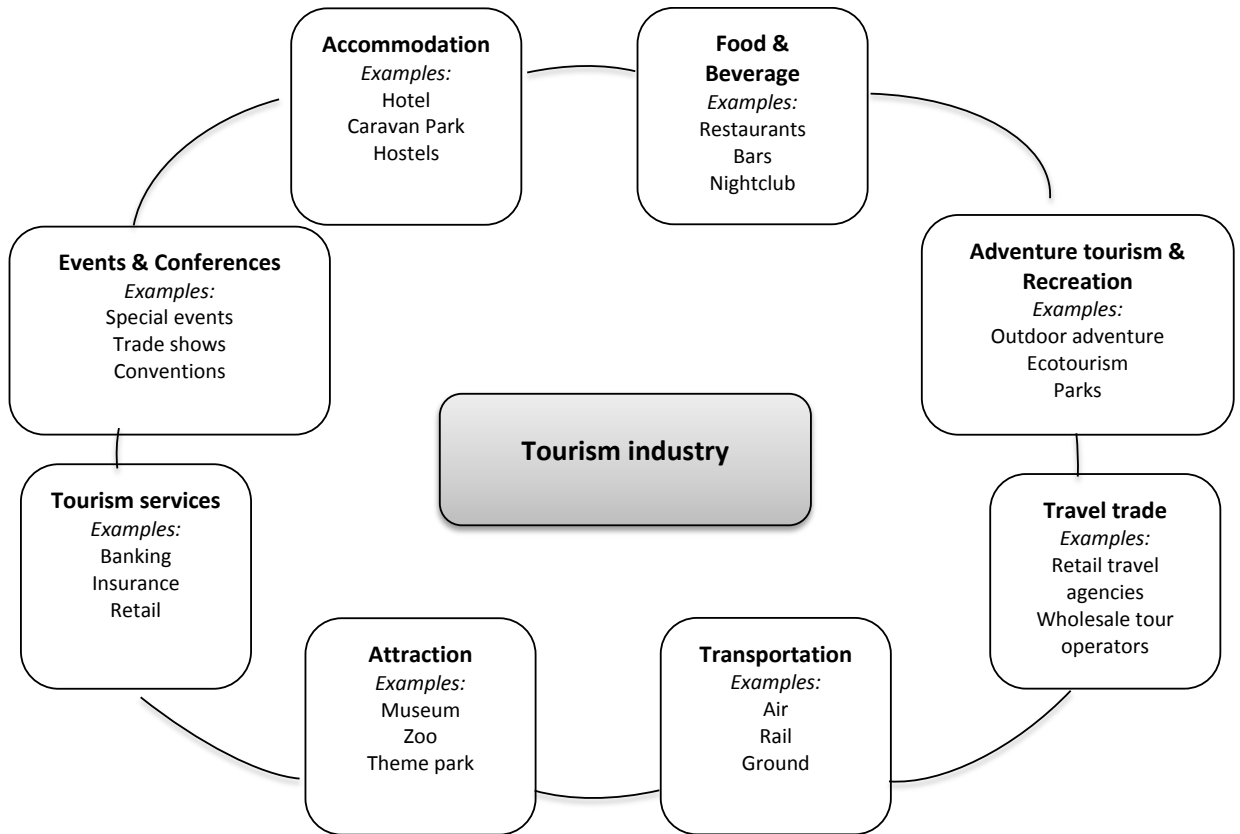 Accommodation
Examples:
Hotel
Caravan Park
Hostels
Food &
Beverage
Examples:
Restaurants
Bars
Nightclub
Events & Conferences
Examples:
Special events
Trade shows
Conventions
Adventure tourism &
Recreation
Examples:
Outdoor adventure
Ecotourism
Parks
Tourism industry
Tourism services
Examples:
Banking
Insurance
Retail
Travel trade
Examples:
Retail travel
agencies
Wholesale tour
operators
Attraction
Examples:
Museum
Zoo
Theme park
Transportation
Examples:
Air
Rail
Ground